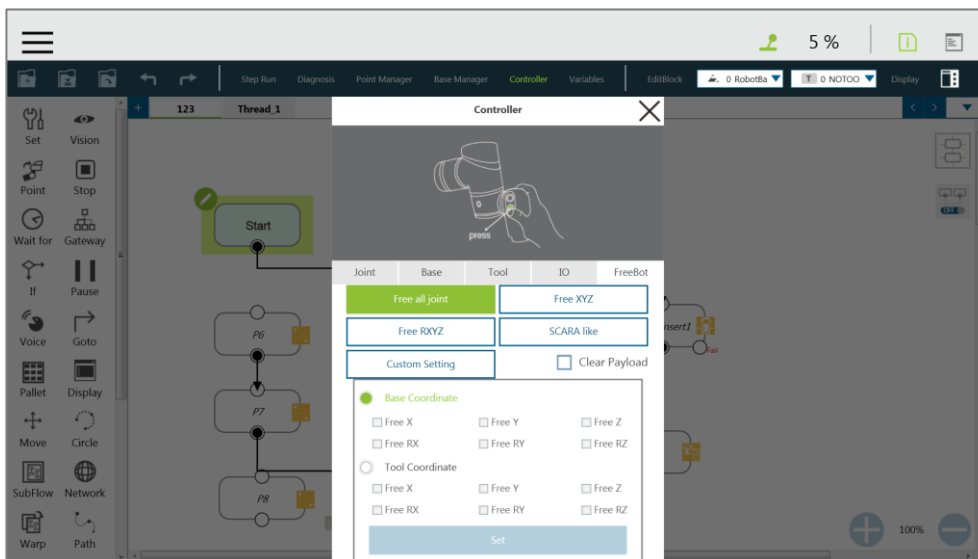 5 %
Step Run Diagnosis Point Manager Base Manager Controller Variables EditBlock 0 RobotBa T 0 NOTOO Display
+ 123 Thread_1
Controller
Set Vision
Point Stop
Wait for Gateway
If Pause
Voice Goto
Pallet Display
Move Circle
SubFlow Network
Warp Path
Start
P6
P7
P8
press
Joint Base Tool IO FreeBot
Free all joint Free XYZ
Free RXYZ SCARA like
Custom Setting Clear Payload
Base Coordinate
Free X Free Y Free Z
Free RX Free RY Free RZ
Tool Coordinate
Free X Free Y Free Z
Free RX Free RY Free RZ
Set
OFF
nsert1
Fail
100%